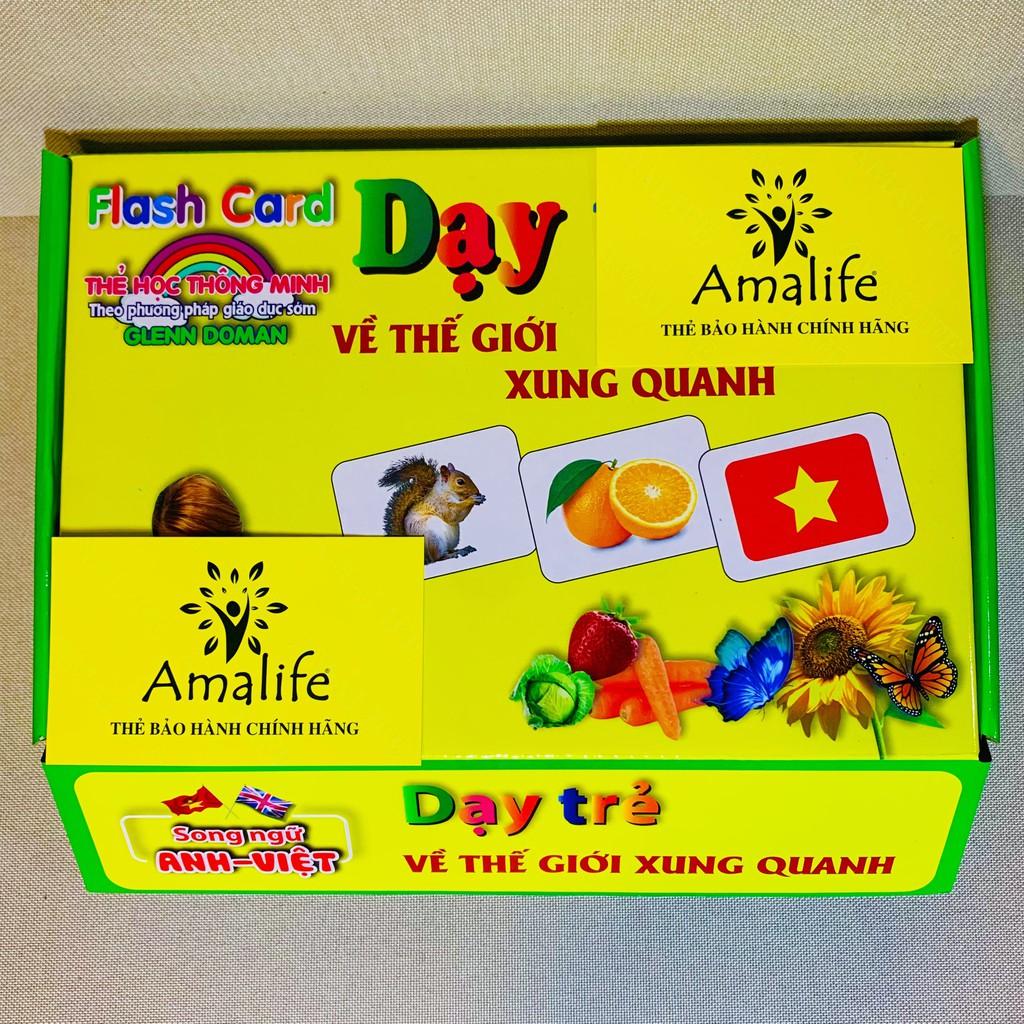 Flash Card
THẺ HỌC THÔNG MINH
Theo phương pháp giáo dục sớm
GLENN DOMAN
Dạy
VỀ THẾ GIỚI
XUNG QUANH
Amalife®
THẺ BẢO HÀNH CHÍNH HÃNG
Amalife®
THẺ BẢO HÀNH CHÍNH HÃNG
Song ngữ
ANH-VIỆT
Dạy trẻ
VỀ THẾ GIỚI XUNG QUANH